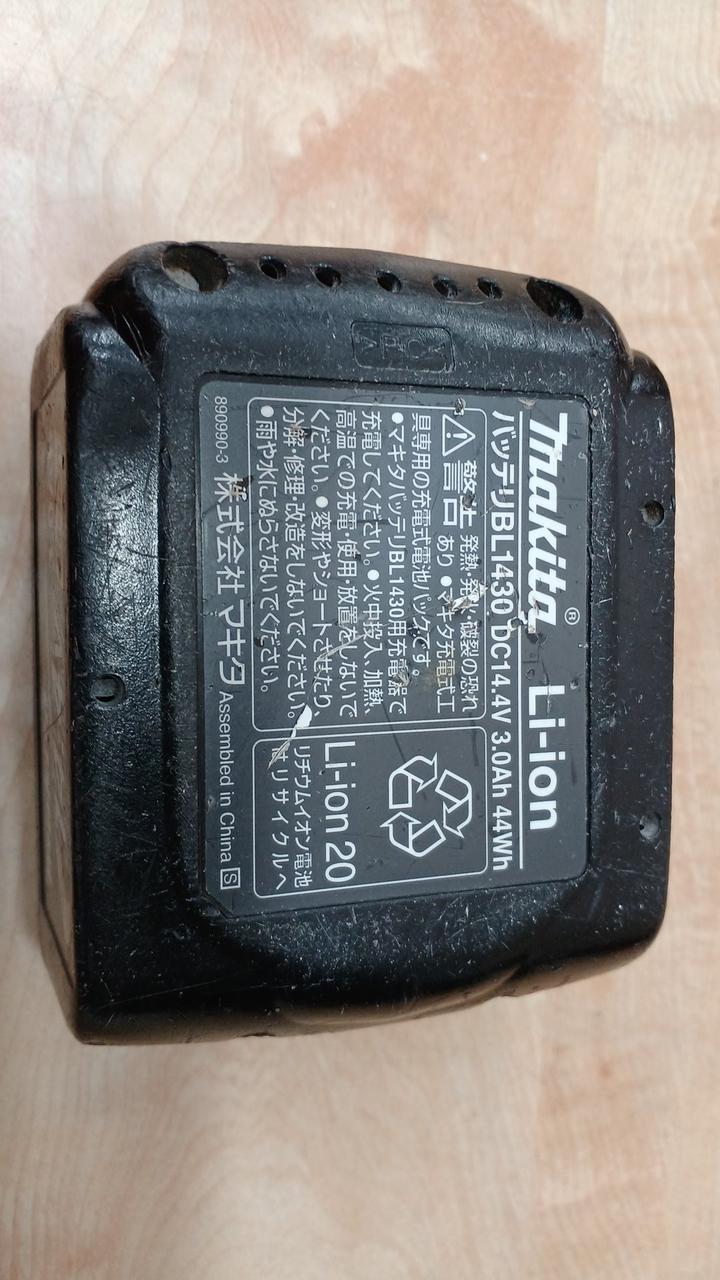 Makita® Li-ion
バッテリBL1430 DC14.4V 3.0Ah 44Wh
警告 発熱・発火・破裂の恐れ
あり ●マキタ充電式工
具専用の充電式電池パックです。
●マキタバッテリBL1430用充電器で
充電してください。●火中投入、加熱、
高温での充電・使用・放置をしないで
ください。●変形やショートさせたり、
分解・修理・改造をしないでください。
●雨や水にぬらさないでください。
Li-ion 20
リチウムイオン電池
はリサイクルへ
890990-3 株式会社 マキタ Assembled in China S